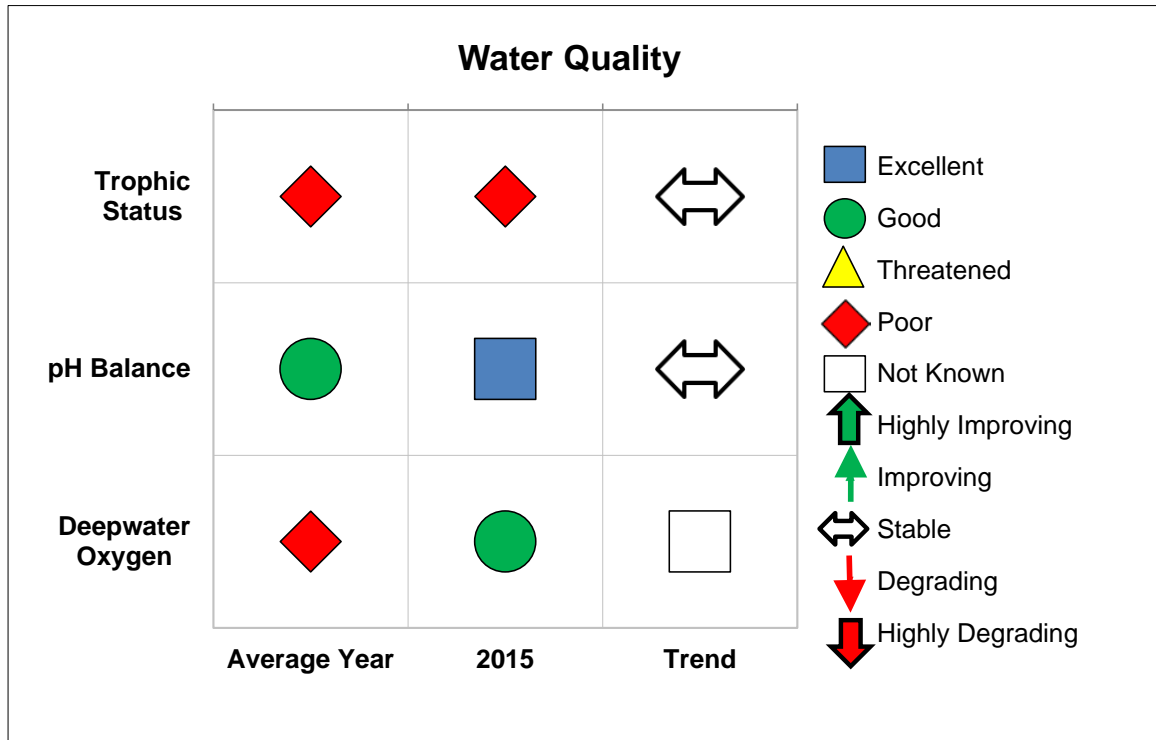 Water Quality
Trophic
Status
pH Balance
Deepwater
Oxygen
Average Year
2015
Trend
Excellent
Good
Threatened
Poor
Not Known
Highly Improving
Improving
Stable
Degrading
Highly Degrading